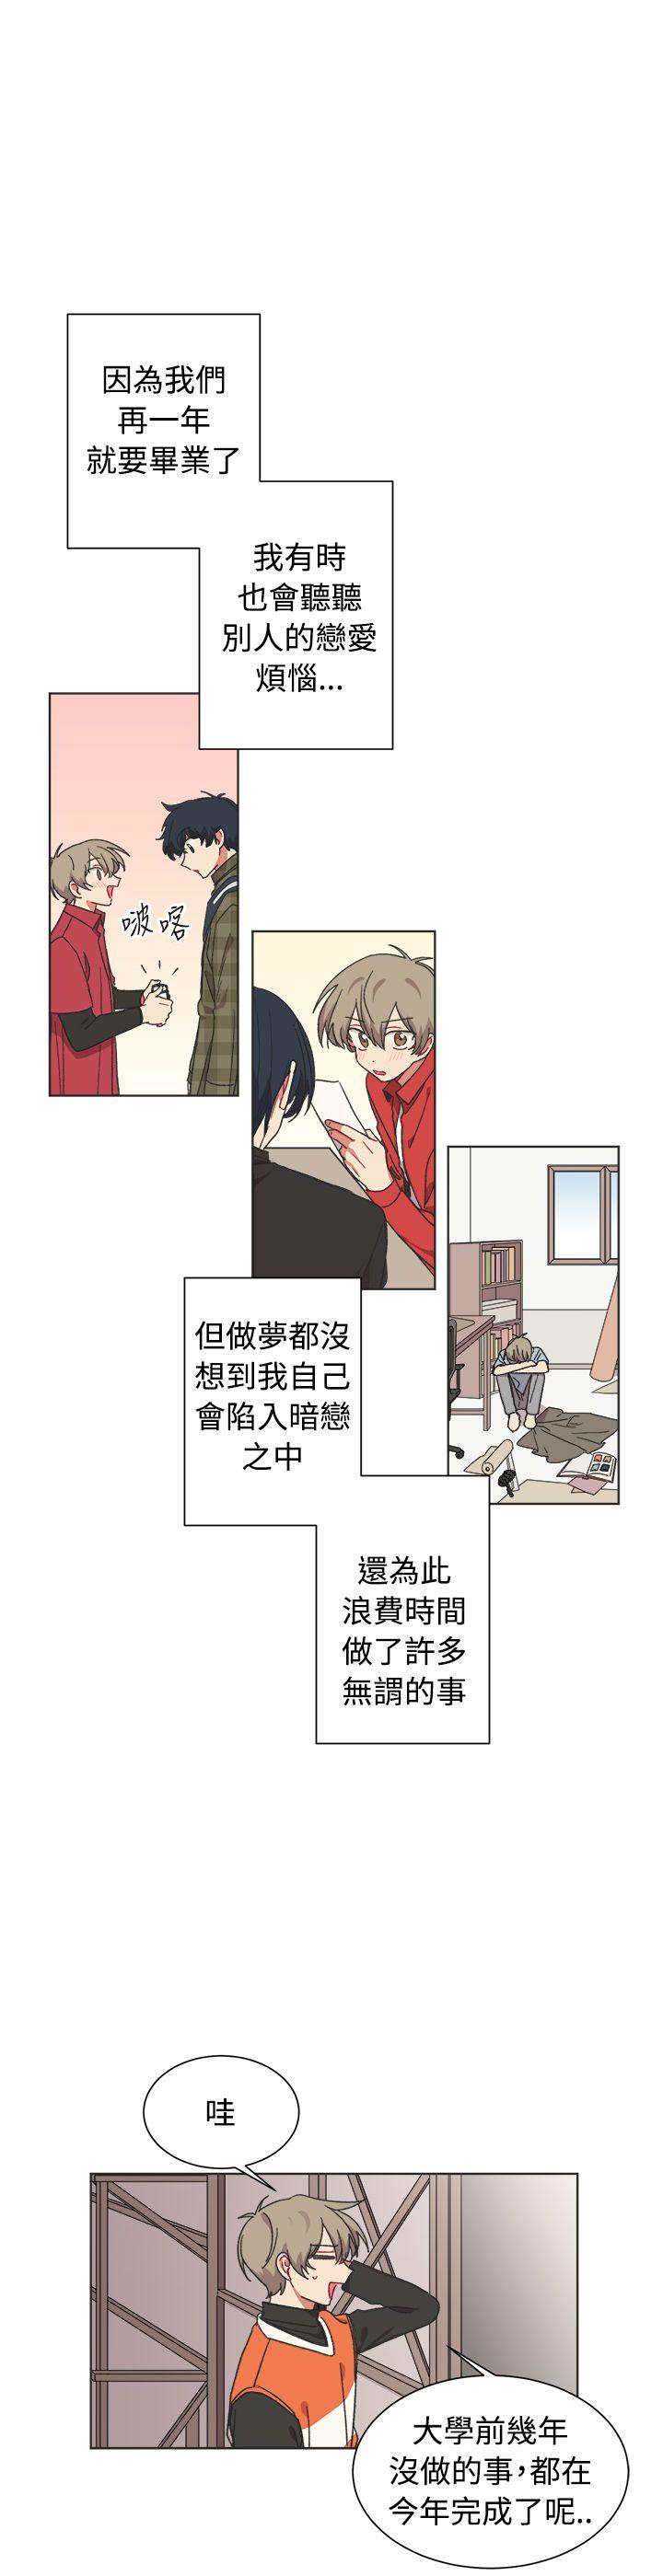 因為我們
再一年
就要畢業了
我有時
也會聽聽
別人的戀愛
煩惱...
啵喀
但做夢都沒
想到我自己
會陷入暗戀
之中
還為此
浪費時間
做了許多
無謂的事
哇
大學前幾年
沒做的事,都在
今年完成了呢..